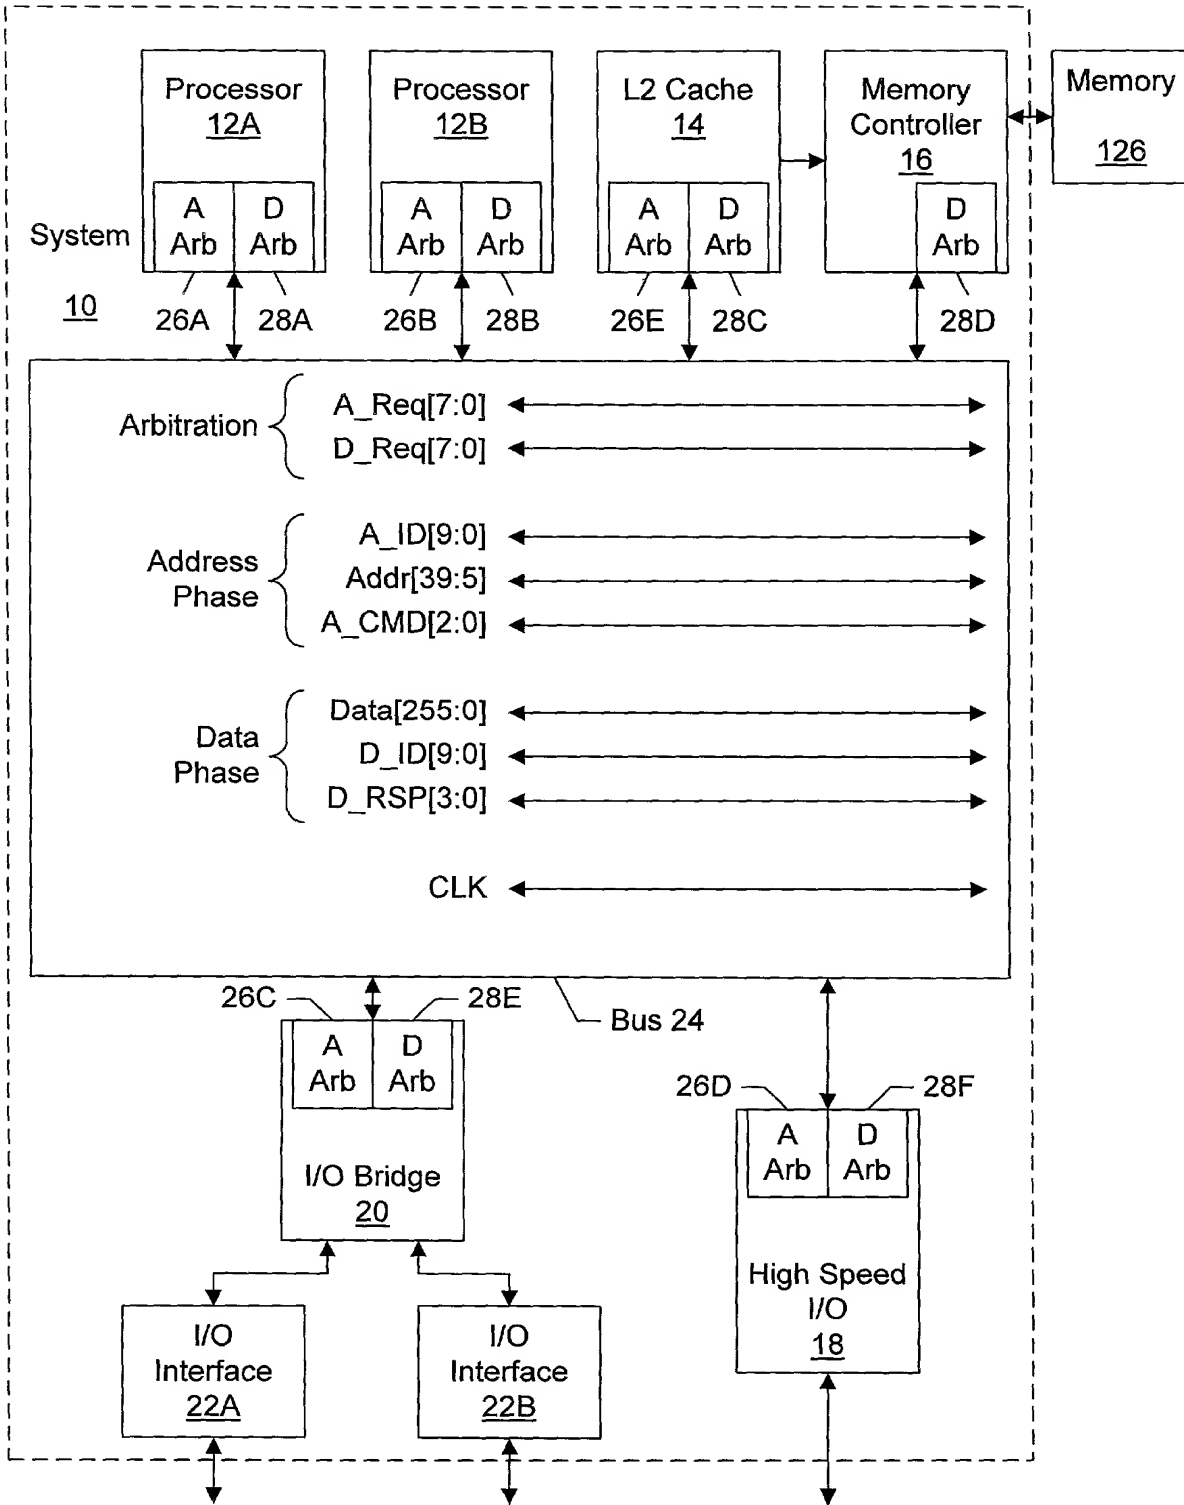 Processor
12A
A
Arb
D
Arb
26A
28A
Processor
12B
A
Arb
D
Arb
26B
28B
L2 Cache
14
A
Arb
D
Arb
26E
28C
Memory
Controller
16
D
Arb
28D
Memory
126
System
10
Arbitration
A_Req[7:0]
D_Req[7:0]
Address
Phase
A_ID[9:0]
Addr[39:5]
A_CMD[2:0]
Data
Phase
Data[255:0]
D_ID[9:0]
D_RSP[3:0]
CLK
Bus 24
26C
28E
A
Arb
D
Arb
I/O Bridge
20
26D
28F
A
Arb
D
Arb
High Speed
I/O
18
I/O
Interface
22A
I/O
Interface
22B